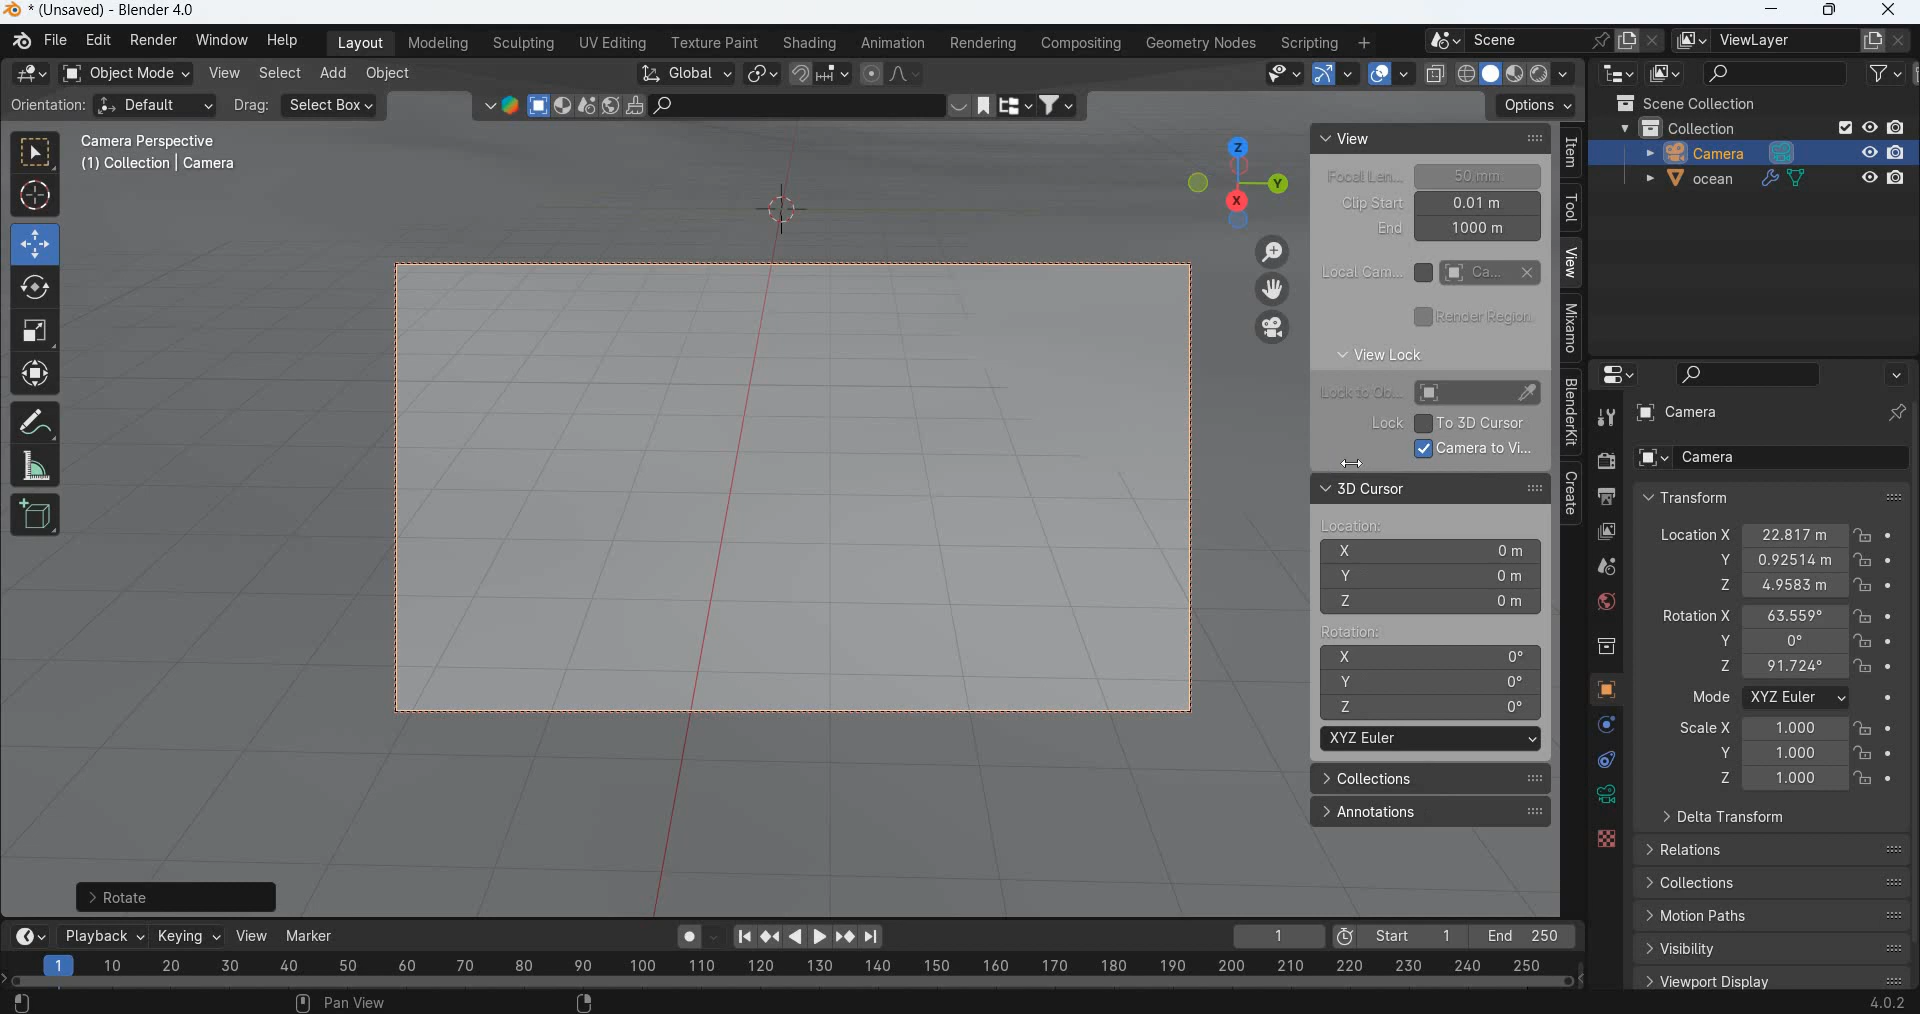 * (Unsaved) - Blender 4.0
File Edit Render Window Help Layout Modeling Sculpting UV Editing Texture Paint Shading Animation Rendering Compositing Geometry Nodes Scripting + Scene ViewLayer
Object Mode View Select Add Object Global
Orientation: Default Drag: Select Box Options
Camera Perspective
(1) Collection | Camera
Z
Y
X
View
Focal Len... 50 mm
Clip Start 0.01 m
End 1000 m
Local Cam... Ca...
Render Region
View Lock
Lock to Ob...
Lock To 3D Cursor
Camera to Vi...
3D Cursor
Location:
X 0 m
Y 0 m
Z 0 m
Rotation:
X 0°
Y 0°
Z 0°
XYZ Euler
Collections
Annotations
Item
Tool
View
Mixamo
BlenderKit
Create
Scene Collection
Collection
Camera
ocean
Camera
Camera
Transform
Location X 22.817 m
Y 0.92514 m
Z 4.9583 m
Rotation X 63.559°
Y 0°
Z 91.724°
Mode XYZ Euler
Scale X 1.000
Y 1.000
Z 1.000
Delta Transform
Relations
Collections
Motion Paths
Visibility
Viewport Display
Rotate
Playback Keying View Marker 1 Start 1 End 250
1 10 20 30 40 50 60 70 80 90 100 110 120 130 140 150 160 170 180 190 200 210 220 230 240 250
Pan View 4.0.2